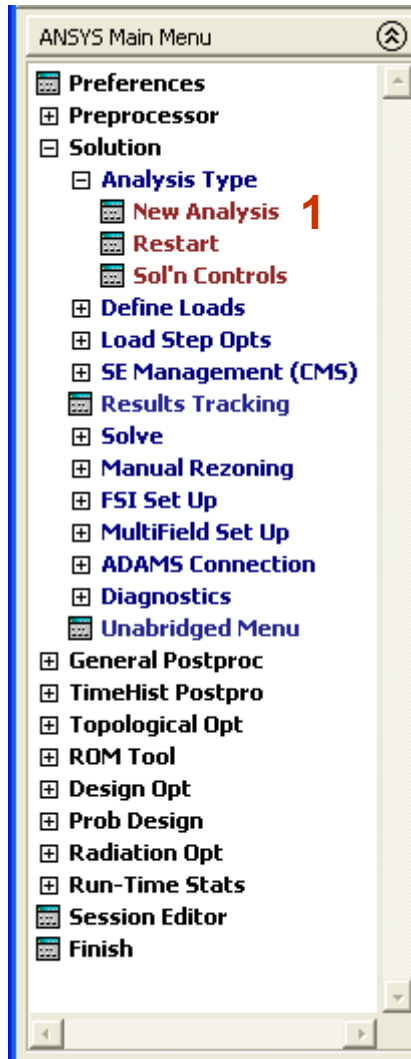 ANSYS Main Menu
Preferences
Preprocessor
Solution
Analysis Type
New Analysis 1
Restart
Sol'n Controls
Define Loads
Load Step Opts
SE Management (CMS)
Results Tracking
Solve
Manual Rezoning
FSI Set Up
MultiField Set Up
ADAMS Connection
Diagnostics
Unabridged Menu
General Postproc
TimeHist Postpro
Topological Opt
ROM Tool
Design Opt
Prob Design
Radiation Opt
Run-Time Stats
Session Editor
Finish